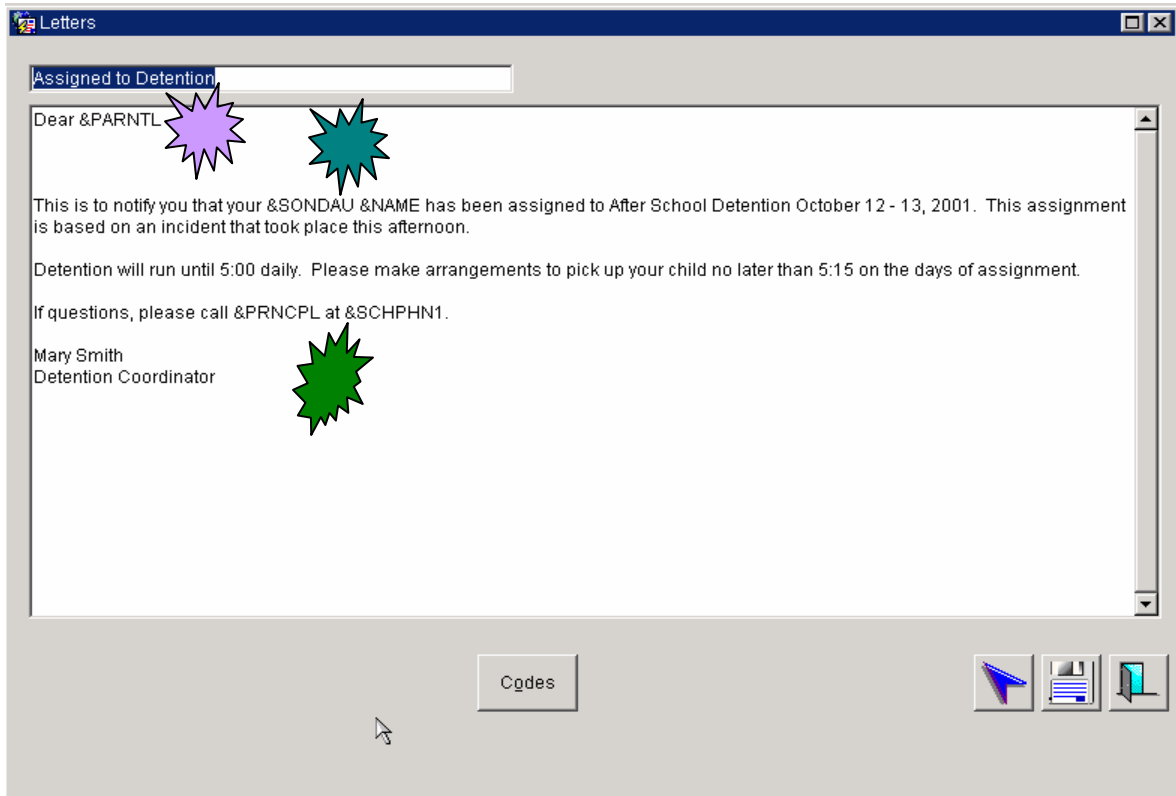 Letters
Assigned to Detention
Dear &PARNTL
This is to notify you that your &SONDAU &NAME has been assigned to After School Detention October 12 - 13, 2001.  This assignment
is based on an incident that took place this afternoon.
Detention will run until 5:00 daily.  Please make arrangements to pick up your child no later than 5:15 on the days of assignment.
If questions, please call &PRNCPL at &SCHPHN1.
Mary Smith
Detention Coordinator
Codes